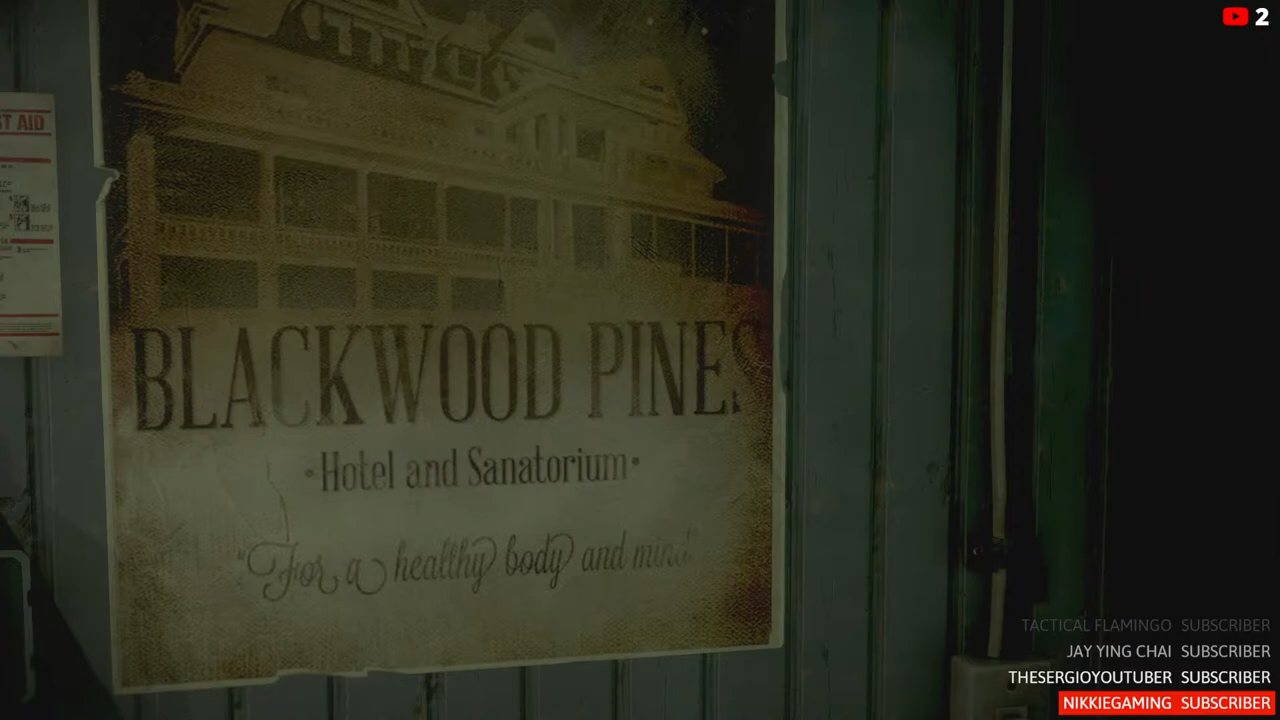 2
ST AID
BLACKWOOD PINES
•Hotel and Sanatorium•
"For a healthy body and mind"
TACTICAL FLAMINGO SUBSCRIBER
JAY YING CHAI SUBSCRIBER
THESERGIOYOUTUBER SUBSCRIBER
NIKKIEGAMING SUBSCRIBER